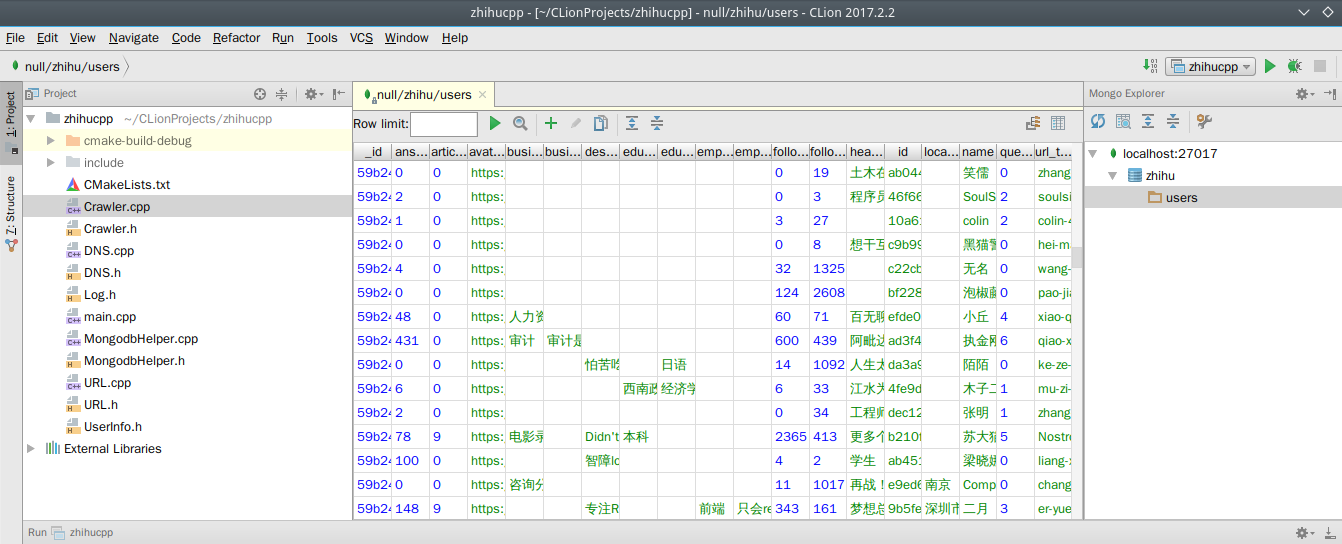 zhihucpp - [~/CLionProjects/zhihucpp] - null/zhihu/users - CLion 2017.2.2
File Edit View Navigate Code Refactor Run Tools VCS Window Help
null/zhihu/users
zhihucpp
1: Project
7: Structure
Project
zhihucpp ~/CLionProjects/zhihucpp
cmake-build-debug
include
CMakeLists.txt
Crawler.cpp
Crawler.h
DNS.cpp
DNS.h
Log.h
main.cpp
MongodbHelper.cpp
MongodbHelper.h
URL.cpp
URL.h
UserInfo.h
External Libraries
null/zhihu/users
Row limit:
_id ans... artic... avat... busi... busi... des... edu... edu... emp... emp... follo... follo... hea... id loca... name que... url_t...
59b24 0 0 https: 0 19 土木在 ab044 笑儒 0 zhang
59b24 2 0 https: 0 3 程序员 46f66 SoulS 2 soulsi
59b24 1 0 https: 3 27 10a61 colin 2 colin-4
59b24 0 0 https: 0 8 想干互 c9b99 黑猫警 0 hei-m
59b24 4 0 https: 32 1325 c22cb 无名 0 wang-
59b24 0 0 https: 124 2608 bf228 泡椒 0 pao-jia
59b24 48 0 https: 人力资 60 71 百无聊 efde0 小丘 4 xiao-q
59b24 431 0 https: 审计 审计是 600 439 阿毗达 ad3f4 执金 6 qiao-x
59b24 0 0 https: 怕苦吃 日语 14 1092 人生太 da3a9 陌陌 0 ke-ze-
59b24 6 0 https: 西南政 经济学 6 33 江水为 4fe9d 木子二 1 mu-zi-
59b24 2 0 https: 0 34 工程师 dec12 张明 1 zhang
59b24 78 9 https: 电影录 Didn't 本科 2365 413 更多个 b210f 苏大猫 5 Nostro
59b24 100 0 https: 智障lo 4 2 学生 ab451 梁晓 0 liang-x
59b24 0 0 https: 咨询分 11 1017 再战！ e9ed6 南京 Comp 0 chang
59b24 148 9 https: 专注R 前端 只会re 343 161 梦想总 9b5fe 深圳市 二月 3 er-yue
Mongo Explorer
localhost:27017
zhihu
users
Run zhihucpp